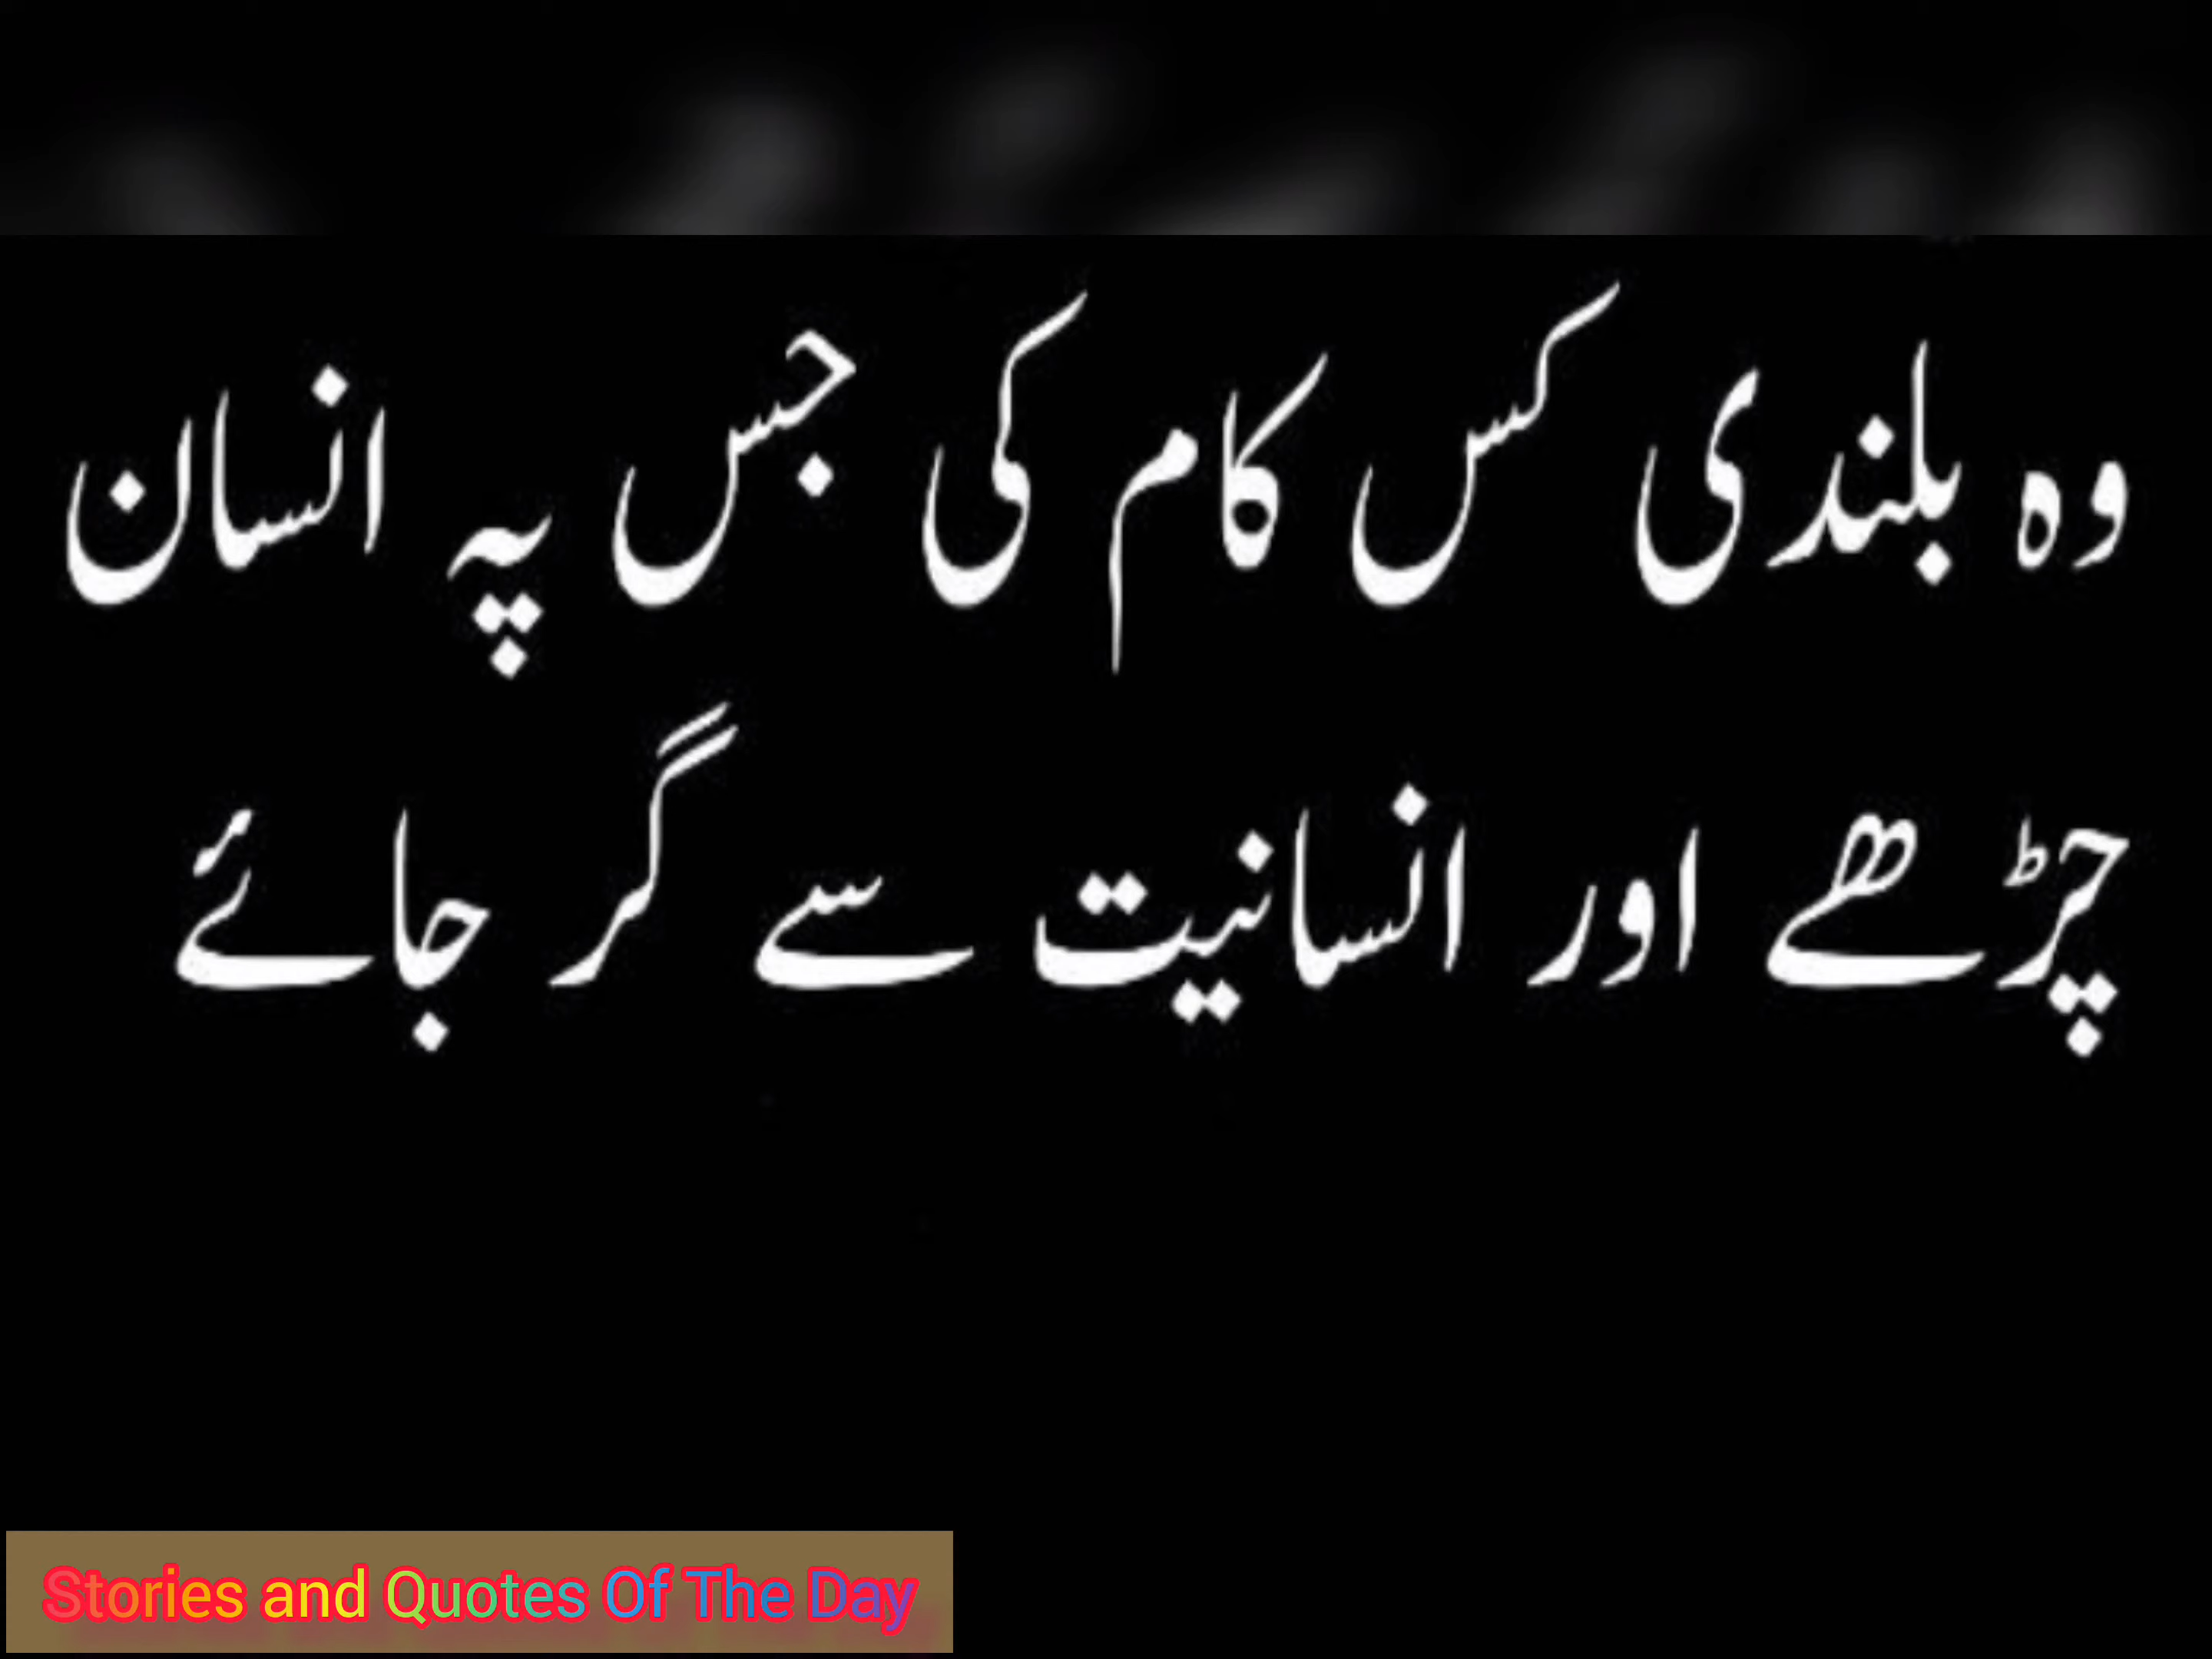 وہ بلندی کس کام کی جس پہ انسان
چڑھے اور انسانیت سے گر جائے
Stories and Quotes Of The Day